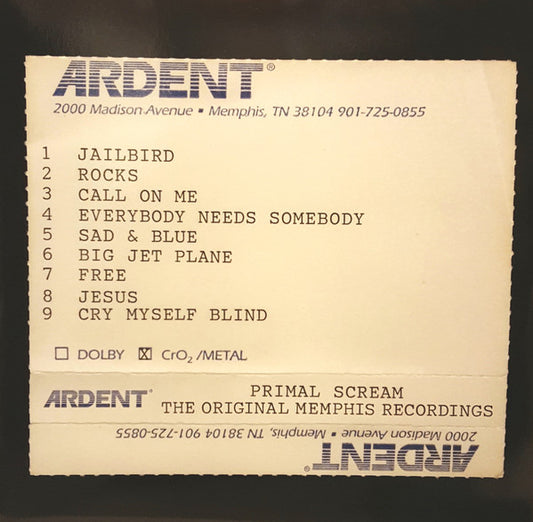 ARDENT®
2000 Madison Avenue ▪ Memphis, TN 38104 901-725-0855
1 JAILBIRD
2 ROCKS
3 CALL ON ME
4 EVERYBODY NEEDS SOMEBODY
5 SAD & BLUE
6 BIG JET PLANE
7 FREE
8 JESUS
9 CRY MYSELF BLIND
☐ DOLBY ☒ CrO₂ /METAL
ARDENT® PRIMAL SCREAM
THE ORIGINAL MEMPHIS RECORDINGS
2000 Madison Avenue ▪ Memphis, TN 38104 901-725-0855
ARDENT®